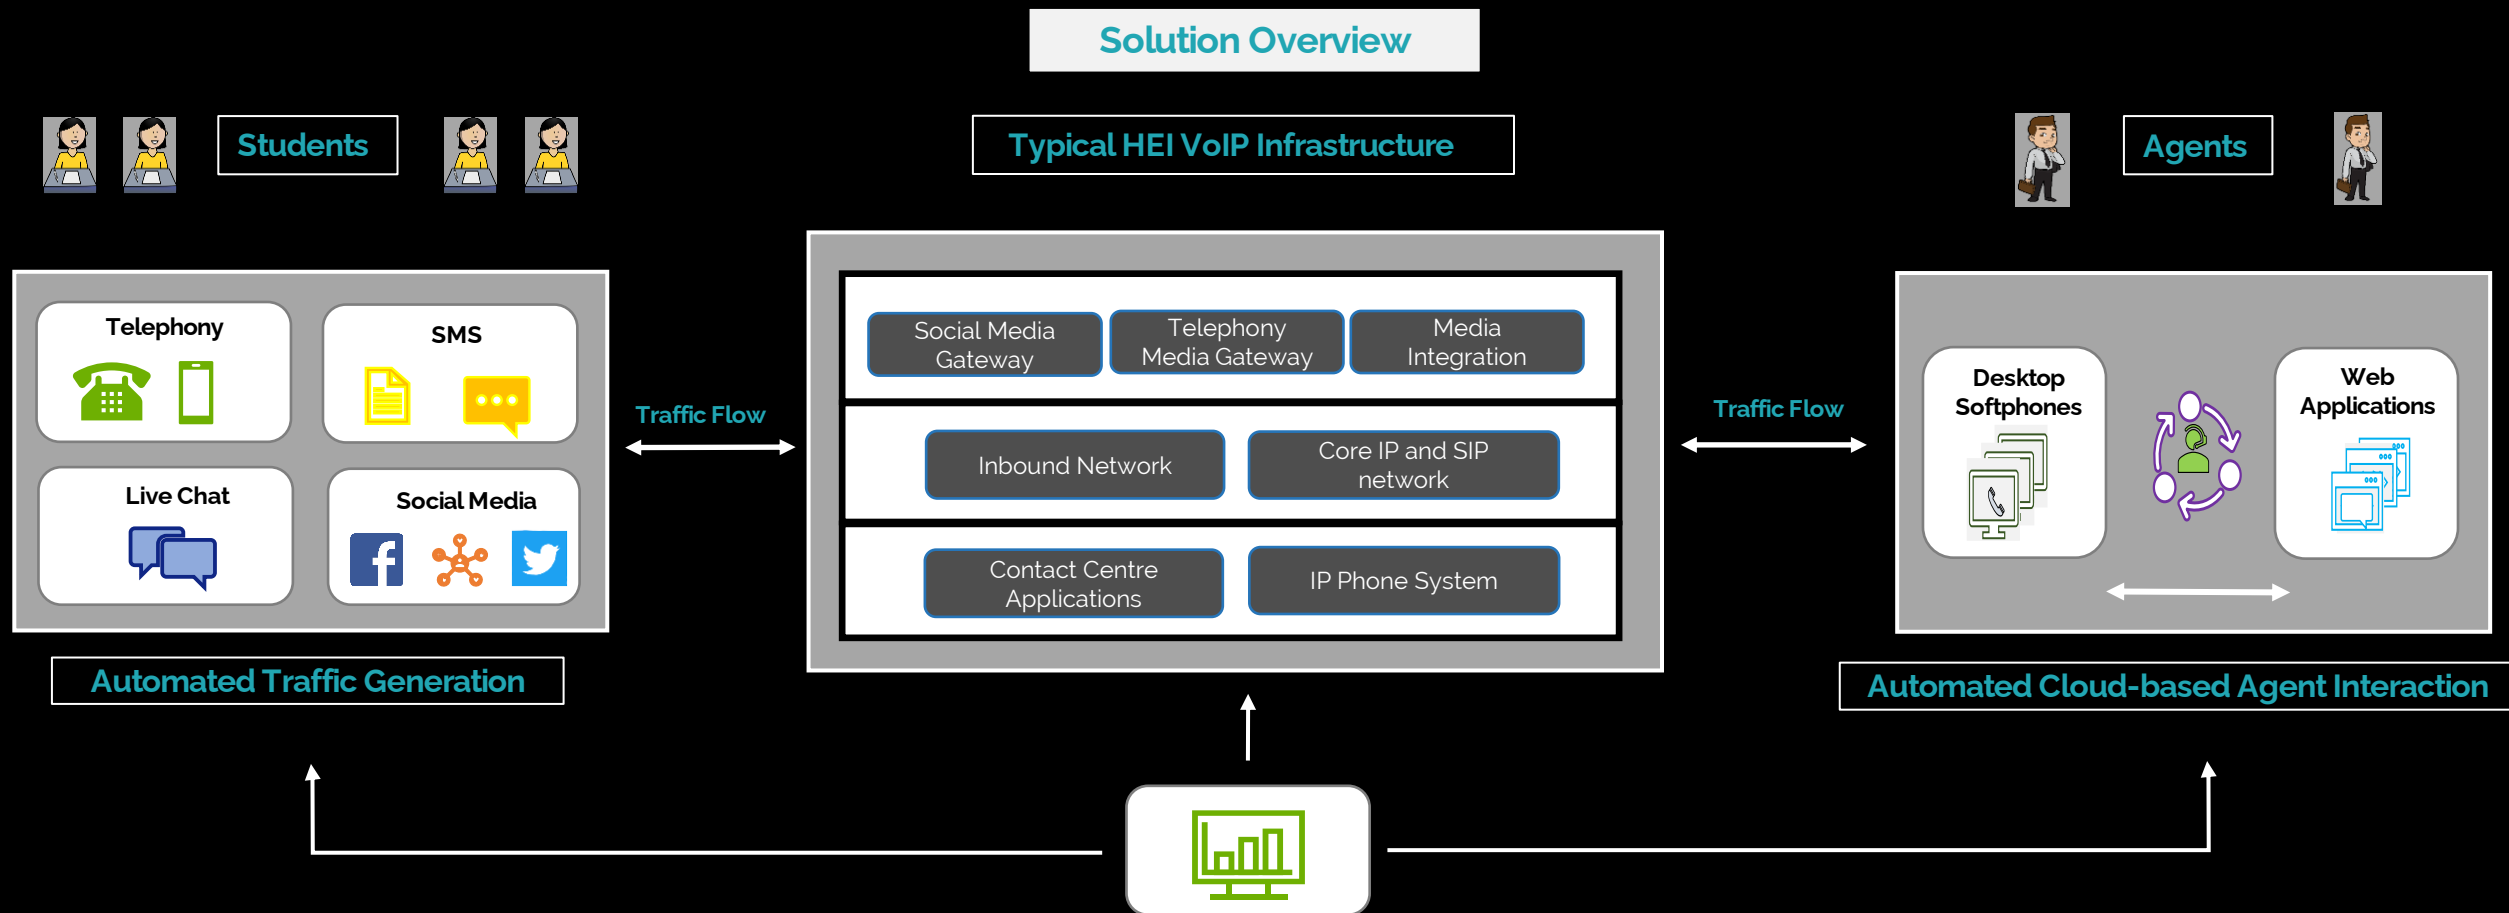 Solution Overview
Students
Typical HEI VoIP Infrastructure
Agents
Telephony
SMS
Live Chat
Social Media
Automated Traffic Generation
Traffic Flow
Social Media
Gateway
Telephony
Media Gateway
Media
Integration
Inbound Network
Core IP and SIP
network
Contact Centre
Applications
IP Phone System
Traffic Flow
Desktop
Softphones
Web
Applications
Automated Cloud-based Agent Interaction